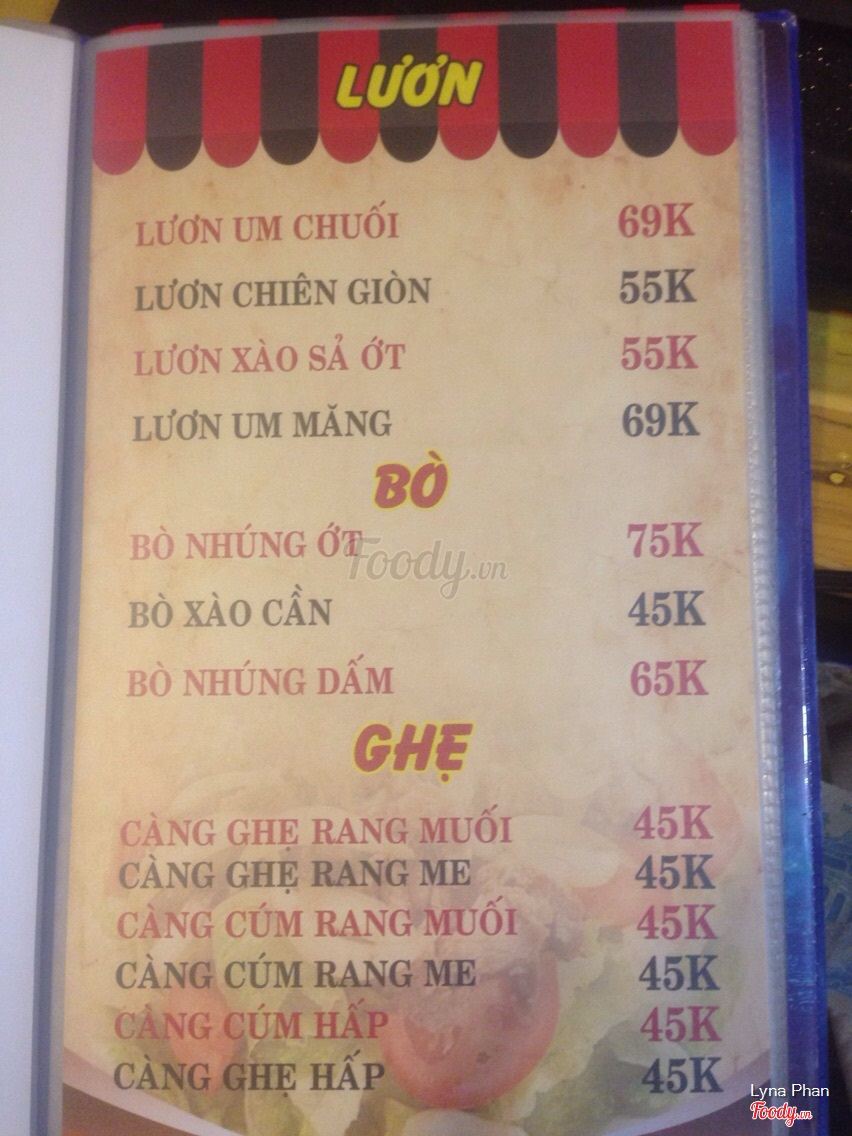 LƯƠN
LƯƠN UM CHUỐI 69K
LƯƠN CHIÊN GIÒN 55K
LƯƠN XÀO SẢ ỚT 55K
LƯƠN UM MĂNG 69K
BÒ
BÒ NHÚNG ỚT 75K
Foody.vn
BÒ XÀO CẦN 45K
BÒ NHÚNG DẤM 65K
GHẸ
CÀNG GHẸ RANG MUỐI 45K
CÀNG GHẸ RANG ME 45K
CÀNG CÚM RANG MUỐI 45K
CÀNG CÚM RANG ME 45K
CÀNG CÚM HẤP 45K
CÀNG GHẸ HẤP 45K
Lyna Phan
Foody.vn